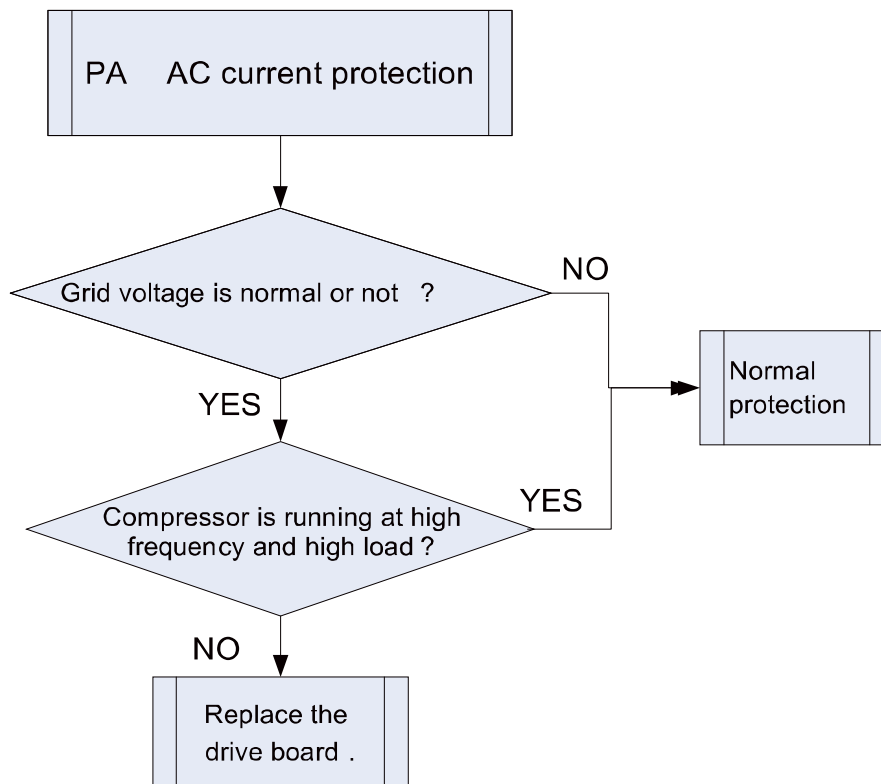 PA AC current protection
Grid voltage is normal or not ?
NO
Normal
protection
YES
Compressor is running at high
frequency and high load ?
YES
NO
Replace the
drive board .